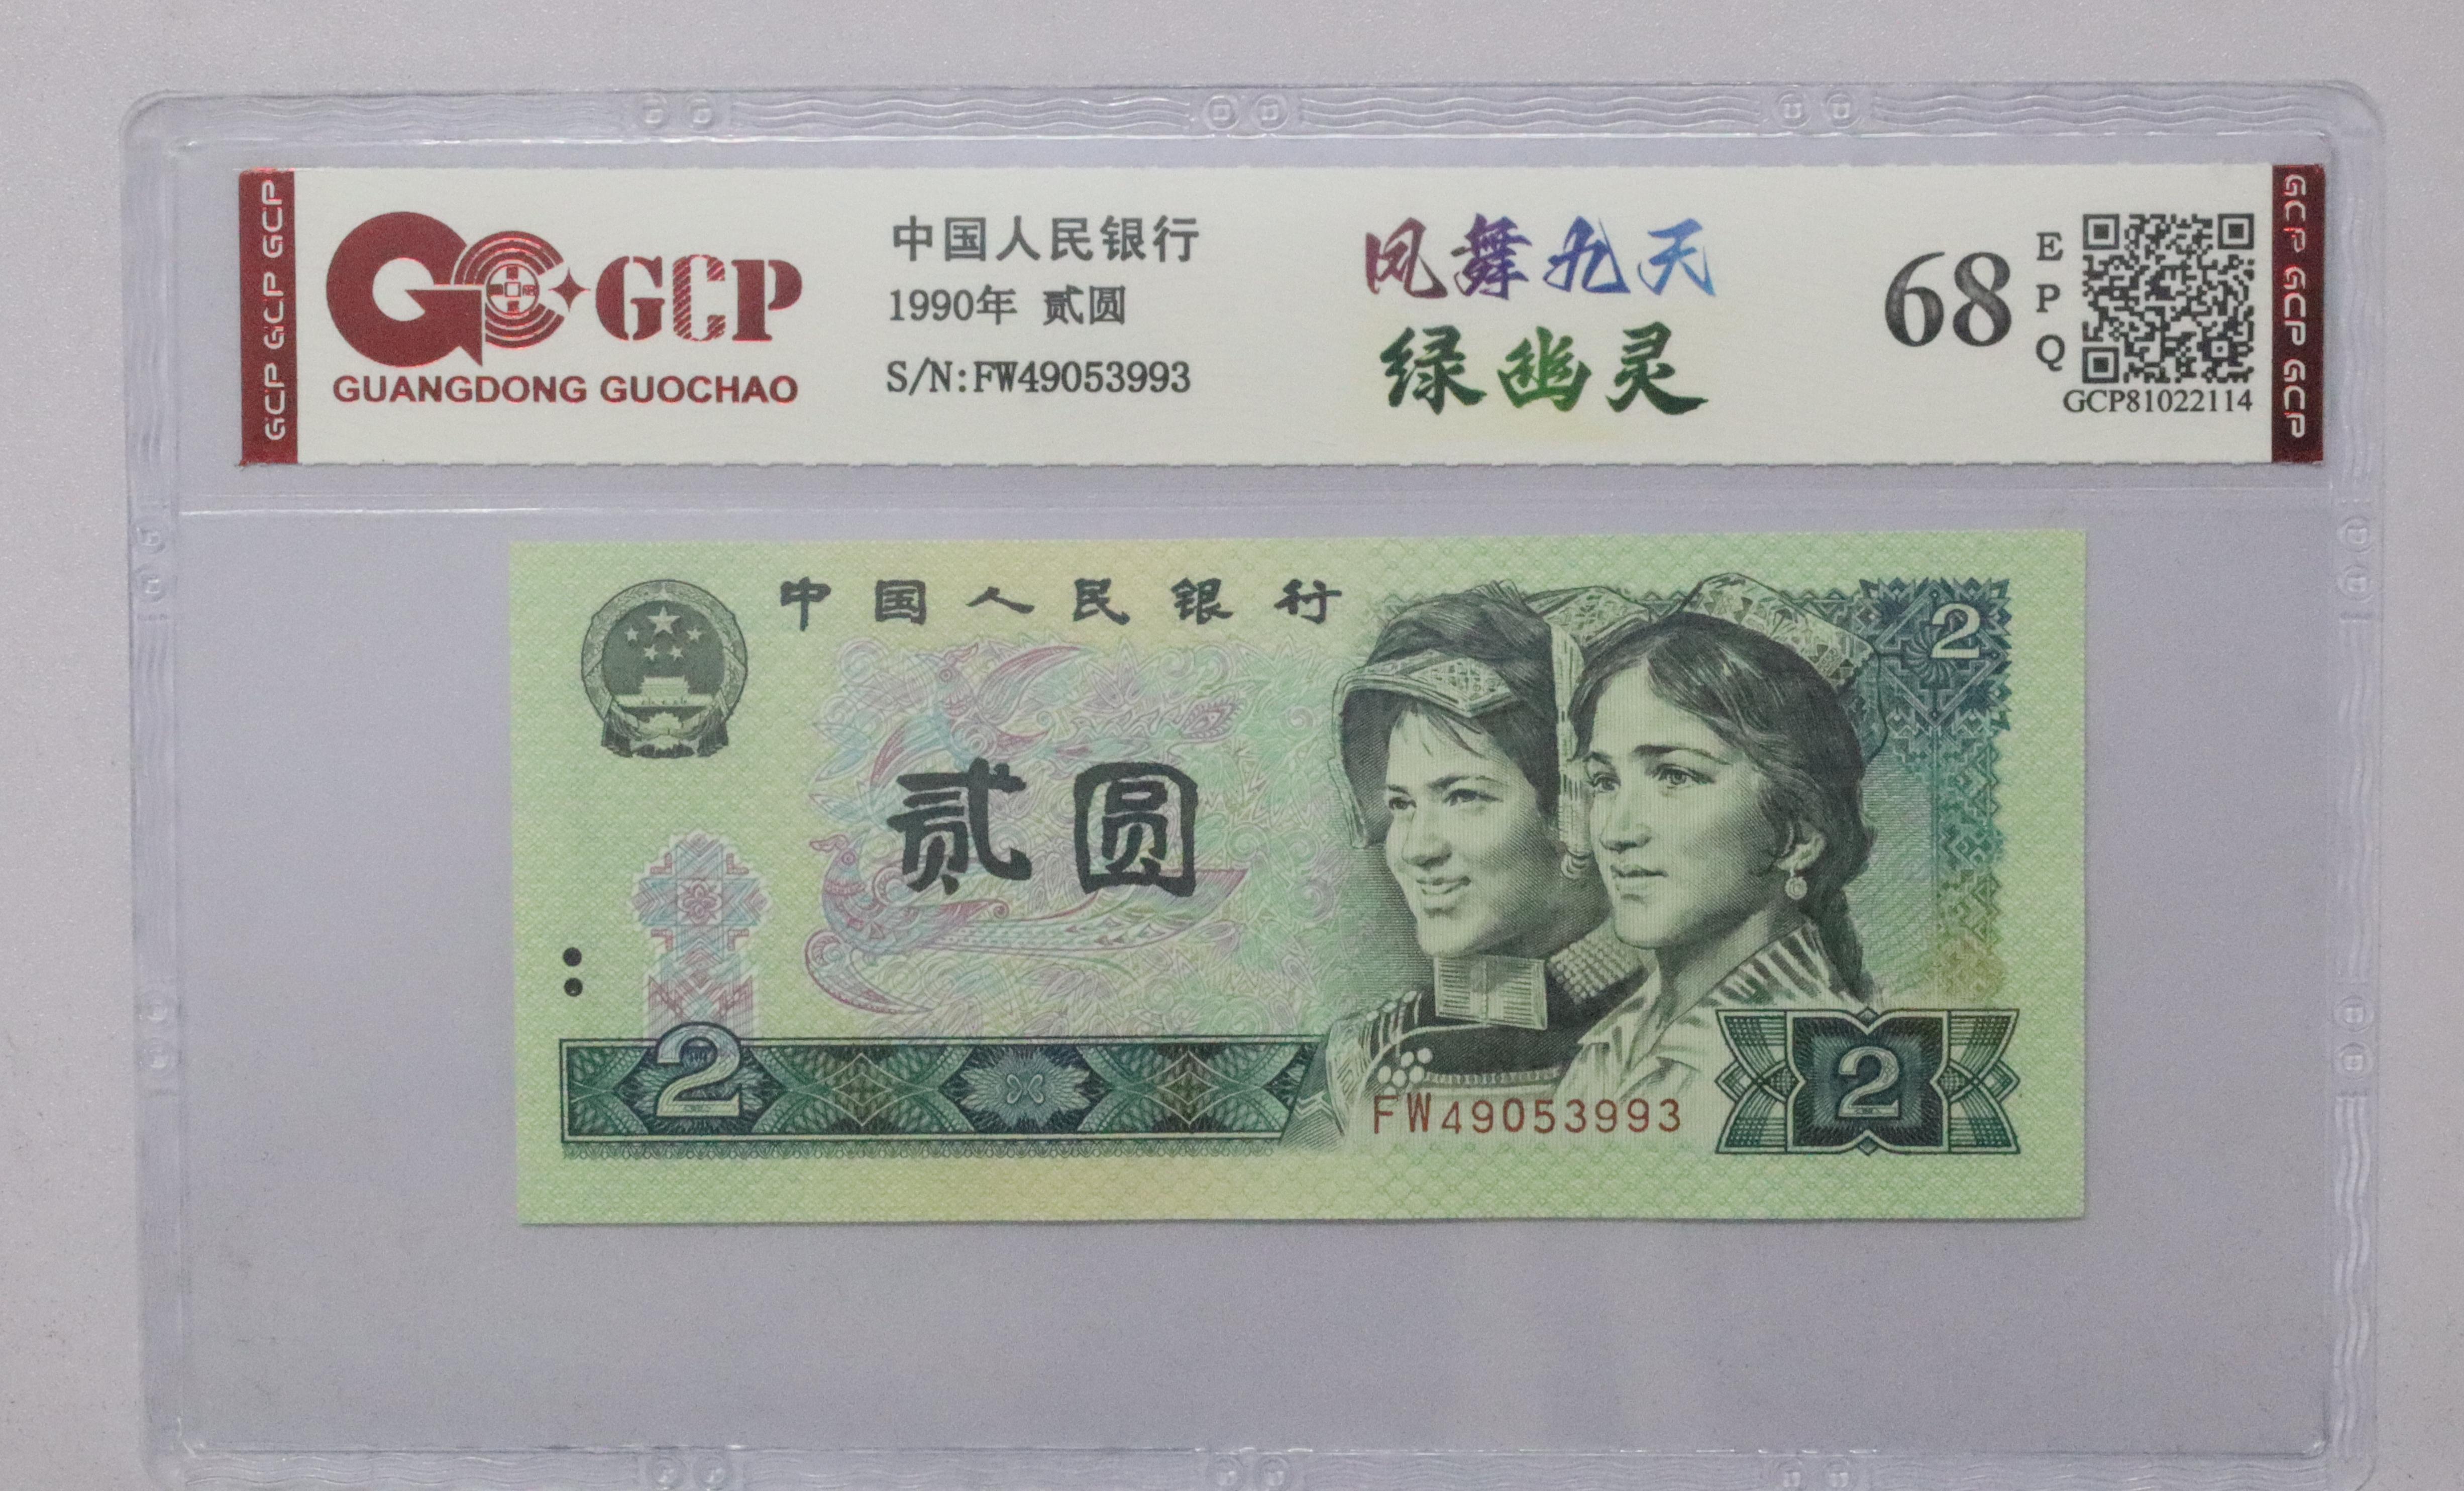 GCP GCP GCP
GCP
GUANGDONG GUOCHAO
中国人民银行
1990年 贰圆
S/N:FW49053993
凤舞九天
绿幽灵
68
EPQ
GCP81022114
GCP GCP GCP
中国人民银行
2
贰圆
2
FW49053993
2